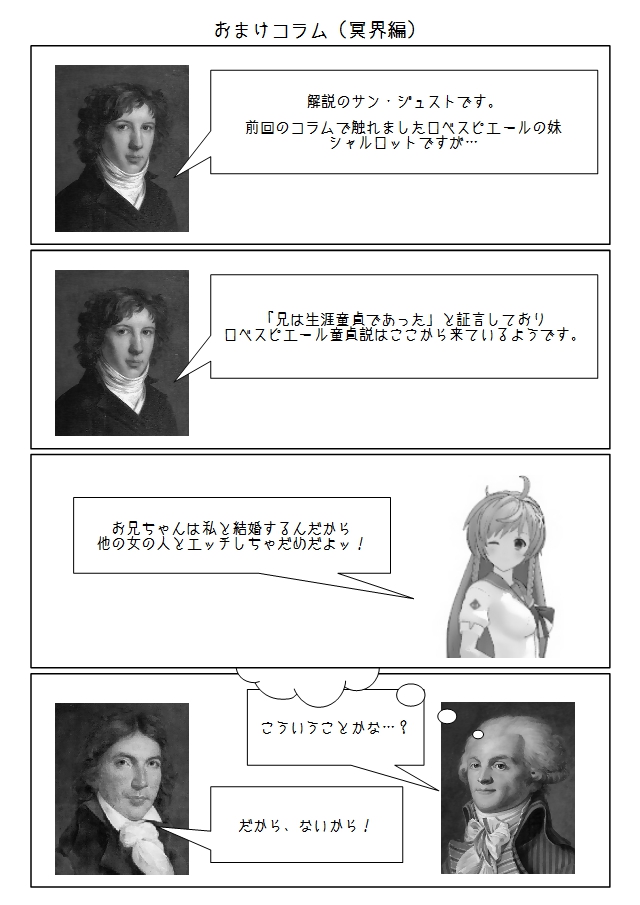 おまけコラム（冥界編）
解説のサン・ジュストです。
前回のコラムで触れましたロベスピエールの妹
シャルロットですが…
「兄は生涯童貞であった」と証言しており
ロベスピエール童貞説はここから来ているようです。
お兄ちゃんは私と結婚するんだから
他の女の人とエッチしちゃだめだよッ！
こういうことかな…？
だから、ないから！